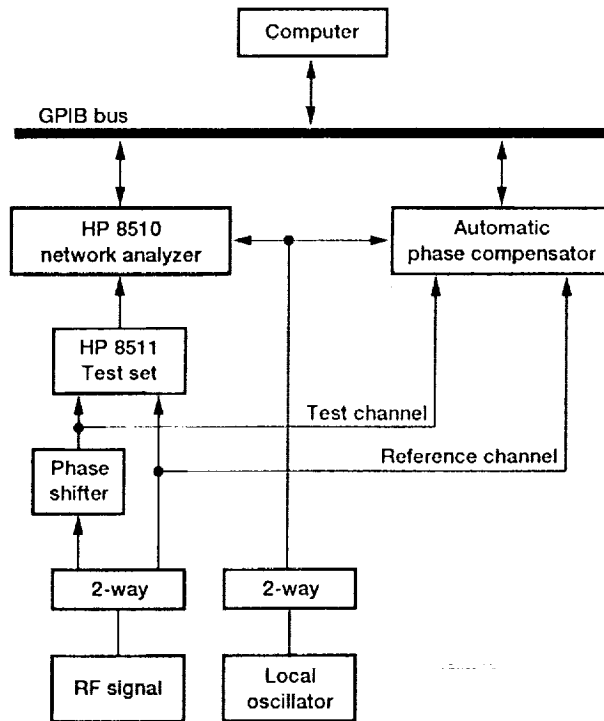 Computer
GPIB bus
HP 8510
network analyzer
Automatic
phase compensator
HP 8511
Test set
Test channel
Reference channel
Phase
shifter
2-way
2-way
RF signal
Local
oscillator